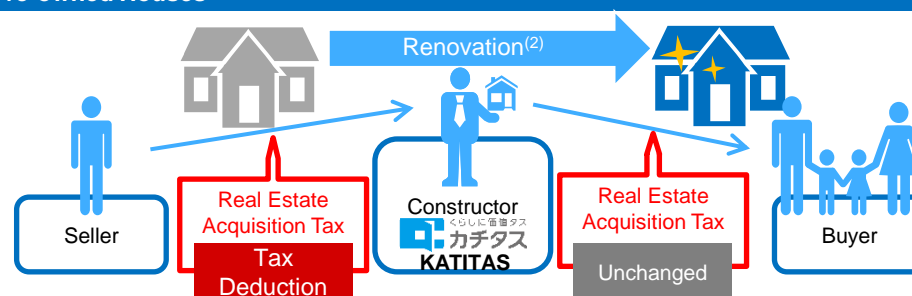 Renovation(2)
Real Estate
Acquisition Tax
Tax
Deduction
Seller
Constructor
くらしに価値タス
カチタス
KATITAS
Real Estate
Acquisition Tax
Unchanged
Buyer